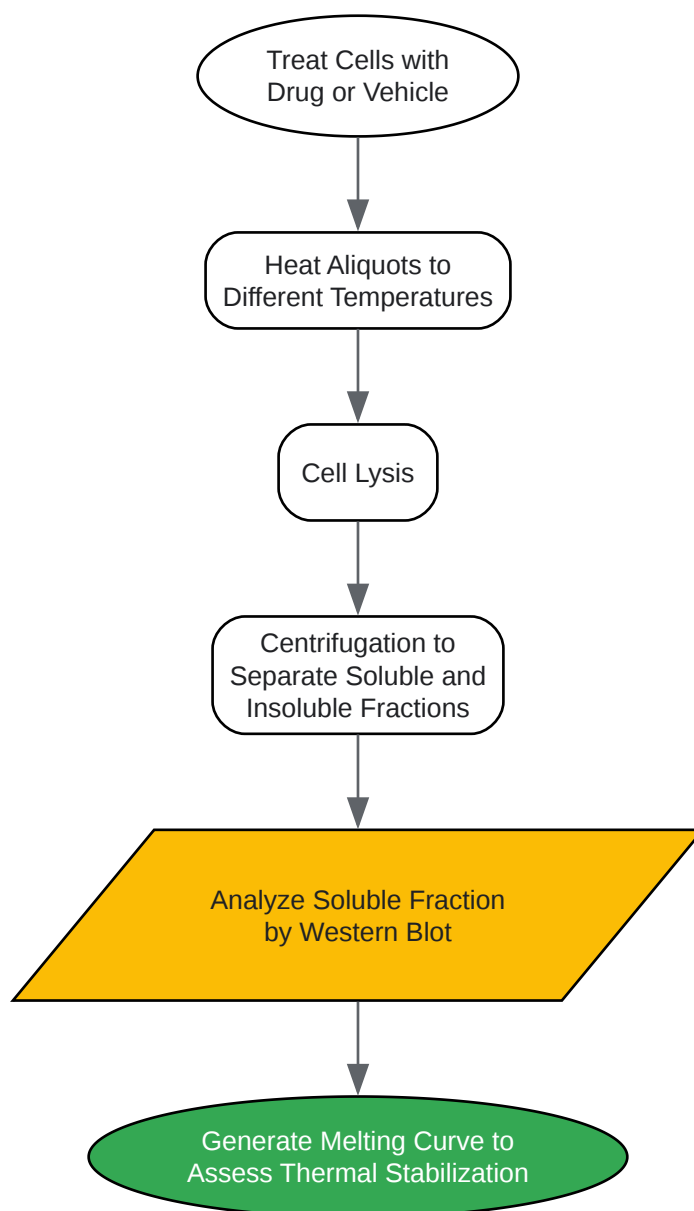 Treat Cells with
Drug or Vehicle
Heat Aliquots to
Different Temperatures
Cell Lysis
Centrifugation to
Separate Soluble and
Insoluble Fractions
Analyze Soluble Fraction
by Western Blot
Generate Melting Curve to
Assess Thermal Stabilization